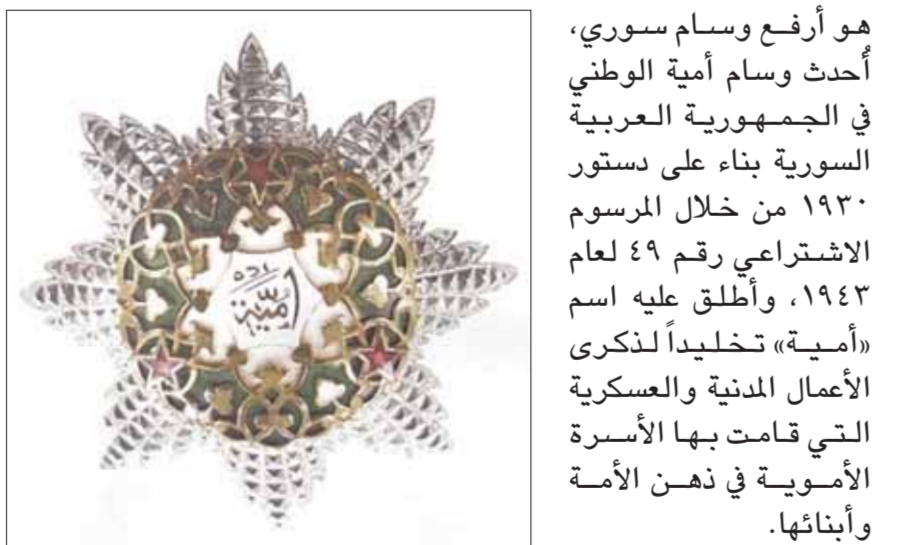 هو أرفع وسام سوري،
أُحدث وسام أمية الوطني
في الجمهورية العربية
السورية بناء على دستور
١٩٣٠ من خلال المرسوم
الاشتراعي رقم ٤٩ لعام
١٩٤٣، وأطلق عليه اسم
«أمية» تخليداً لذكرى
الأعمال المدنية والعسكرية
التي قامت بها الأسرة
الأموية في ذهن الأمة
وأبنائها.
أمية